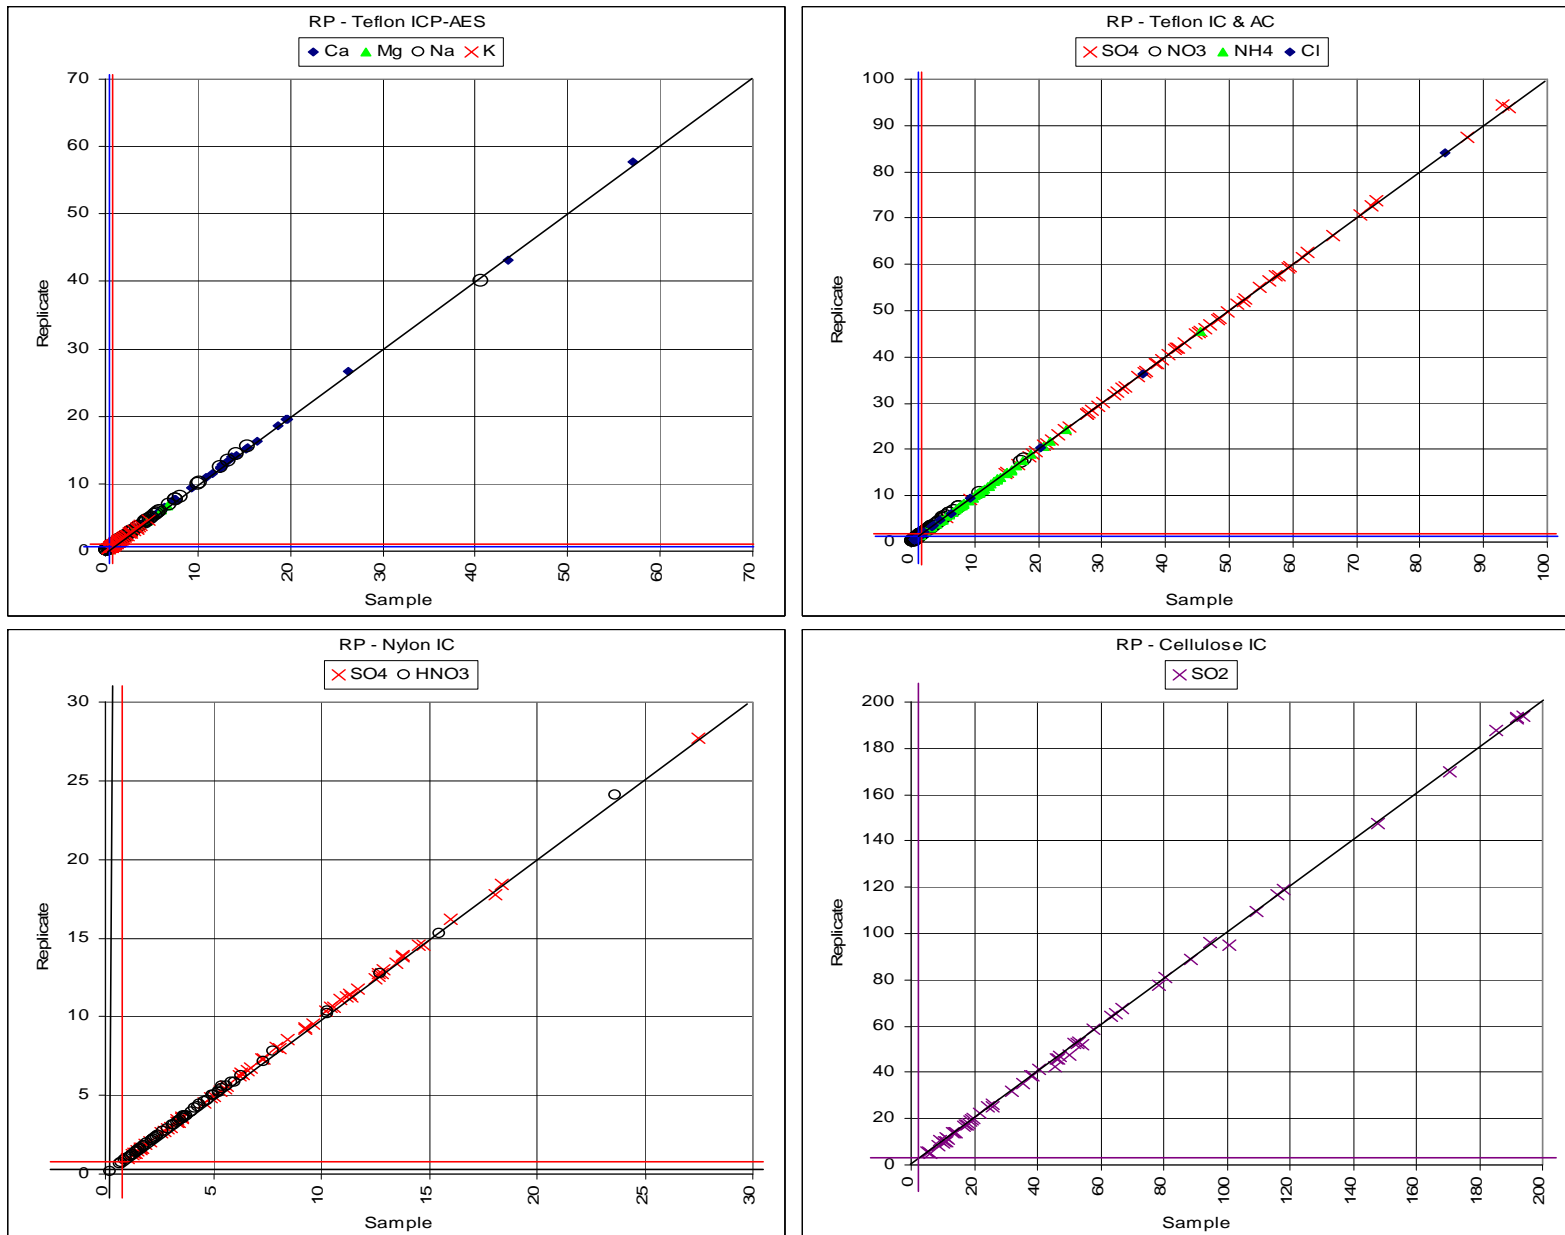 RP - Teflon ICP-AES
Ca Mg Na K
70
60
50
40
30
20
10
0
Replicate
0 10 20 30 40 50 60 70
Sample
RP - Teflon IC & AC
SO4 NO3 NH4 Cl
100
90
80
70
60
50
40
30
20
10
0
Replicate
0 10 20 30 40 50 60 70 80 90 100
Sample
RP - Nylon IC
SO4 HNO3
30
25
20
15
10
5
0
Replicate
0 5 10 15 20 25 30
Sample
RP - Cellulose IC
SO2
200
180
160
140
120
100
80
60
40
20
0
Replicate
0 20 40 60 80 100 120 140 160 180 200
Sample